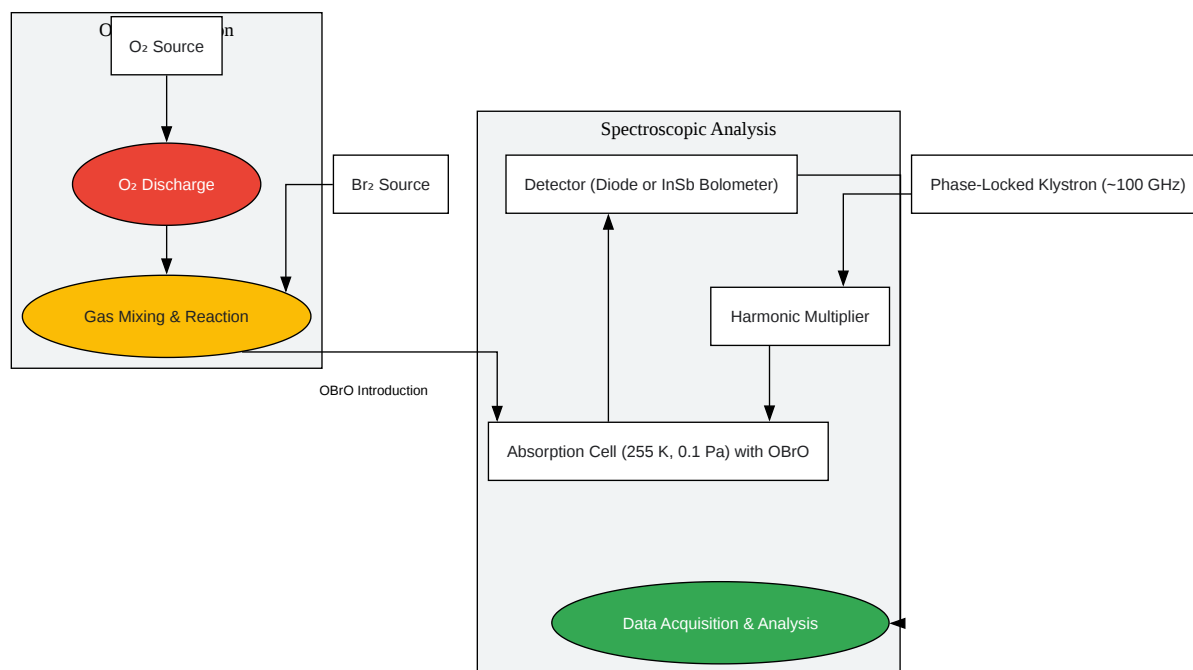 O₂ Source
O₂ Discharge
Br₂ Source
Gas Mixing & Reaction
OBrO Introduction
Spectroscopic Analysis
Detector (Diode or InSb Bolometer)
Phase-Locked Klystron (~100 GHz)
Harmonic Multiplier
Absorption Cell (255 K, 0.1 Pa) with OBrO
Data Acquisition & Analysis